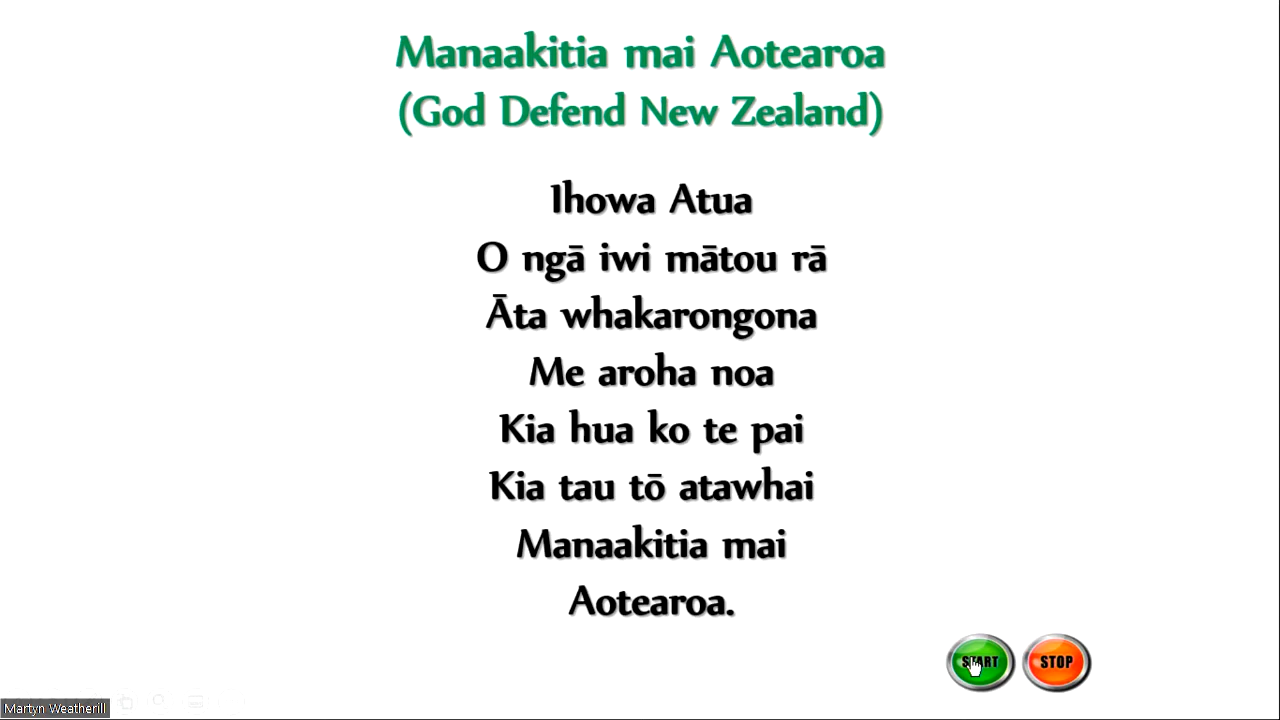 Manaakitia mai Aotearoa
(God Defend New Zealand)
Ihowa Atua
O ngā iwi mātou rā
Āta whakarongona
Me aroha noa
Kia hua ko te pai
Kia tau tō atawhai
Manaakitia mai
Aotearoa.
START
STOP
Martyn Weatherill